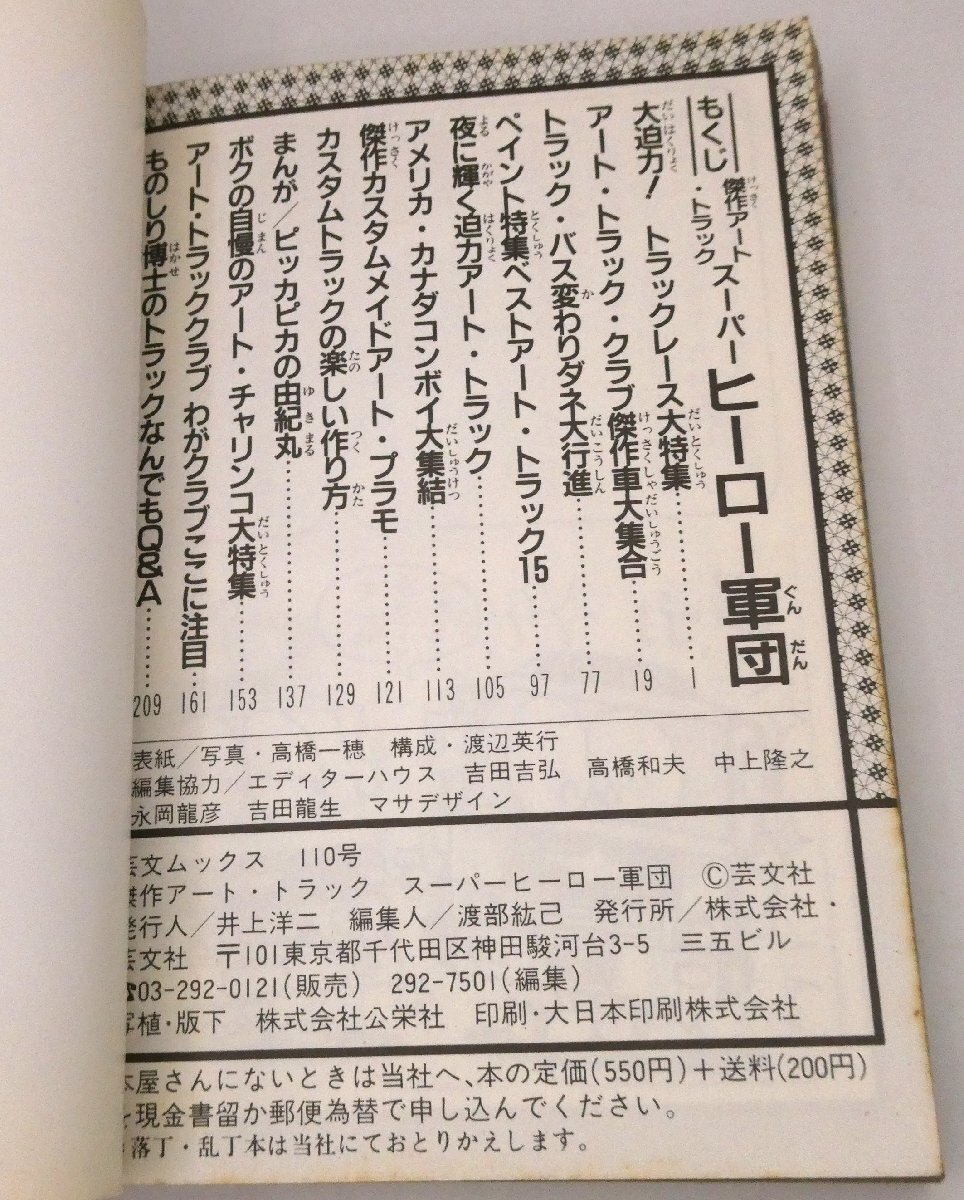 もくじ 傑作アート・トラック スーパーヒーロー軍団
大迫力! トラックレース大特集……1
アート・トラック・クラブ傑作車大集合……19
トラック・バス変わりダネ大行進……77
ペイント特集ベストアート・トラック15……97
夜に輝く迫力アート・トラック……105
アメリカ・カナダコンボイ大集結……113
傑作カスタムメイドアート・プラモ……121
カスタムトラックの楽しい作り方……129
まんが/ピッカピカの由紀丸……137
ボクの自慢のアート・チャリンコ大特集……153
アート・トラッククラブ わがクラブここに注目…161
ものしり博士のトラックなんでもQ&A……209
表紙/写真・高橋一穂 構成・渡辺英行
編集協力/エディターハウス 吉田吉弘 高橋和夫 中上隆之
永岡龍彦 吉田龍生 マサデザイン
芸文ムックス 110号
傑作アート・トラック スーパーヒーロー軍団 ©芸文社
発行人/井上洋二 編集人/渡部紘己 発行所/株式会社・
芸文社 〒101東京都千代田区神田駿河台3-5 三五ビル
☎03-292-0121(販売) 292-7501(編集)
写植・版下 株式会社公栄社 印刷・大日本印刷株式会社
本屋さんにないときは当社へ、本の定価(550円)+送料(200円)
を現金書留か郵便為替で申し込んでください。
落丁・乱丁本は当社にておとりかえします。